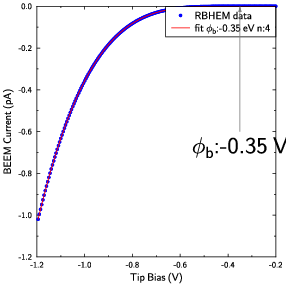 0.0
-0.2
-0.4
-0.6
-0.8
-1.0
-1.2
BEEM Current (pA)
RBHEM data
fit ϕb:-0.35 eV n:4
ϕb:-0.35 V
-1.2 -1.0 -0.8 -0.6 -0.4 -0.2
Tip Bias (V)